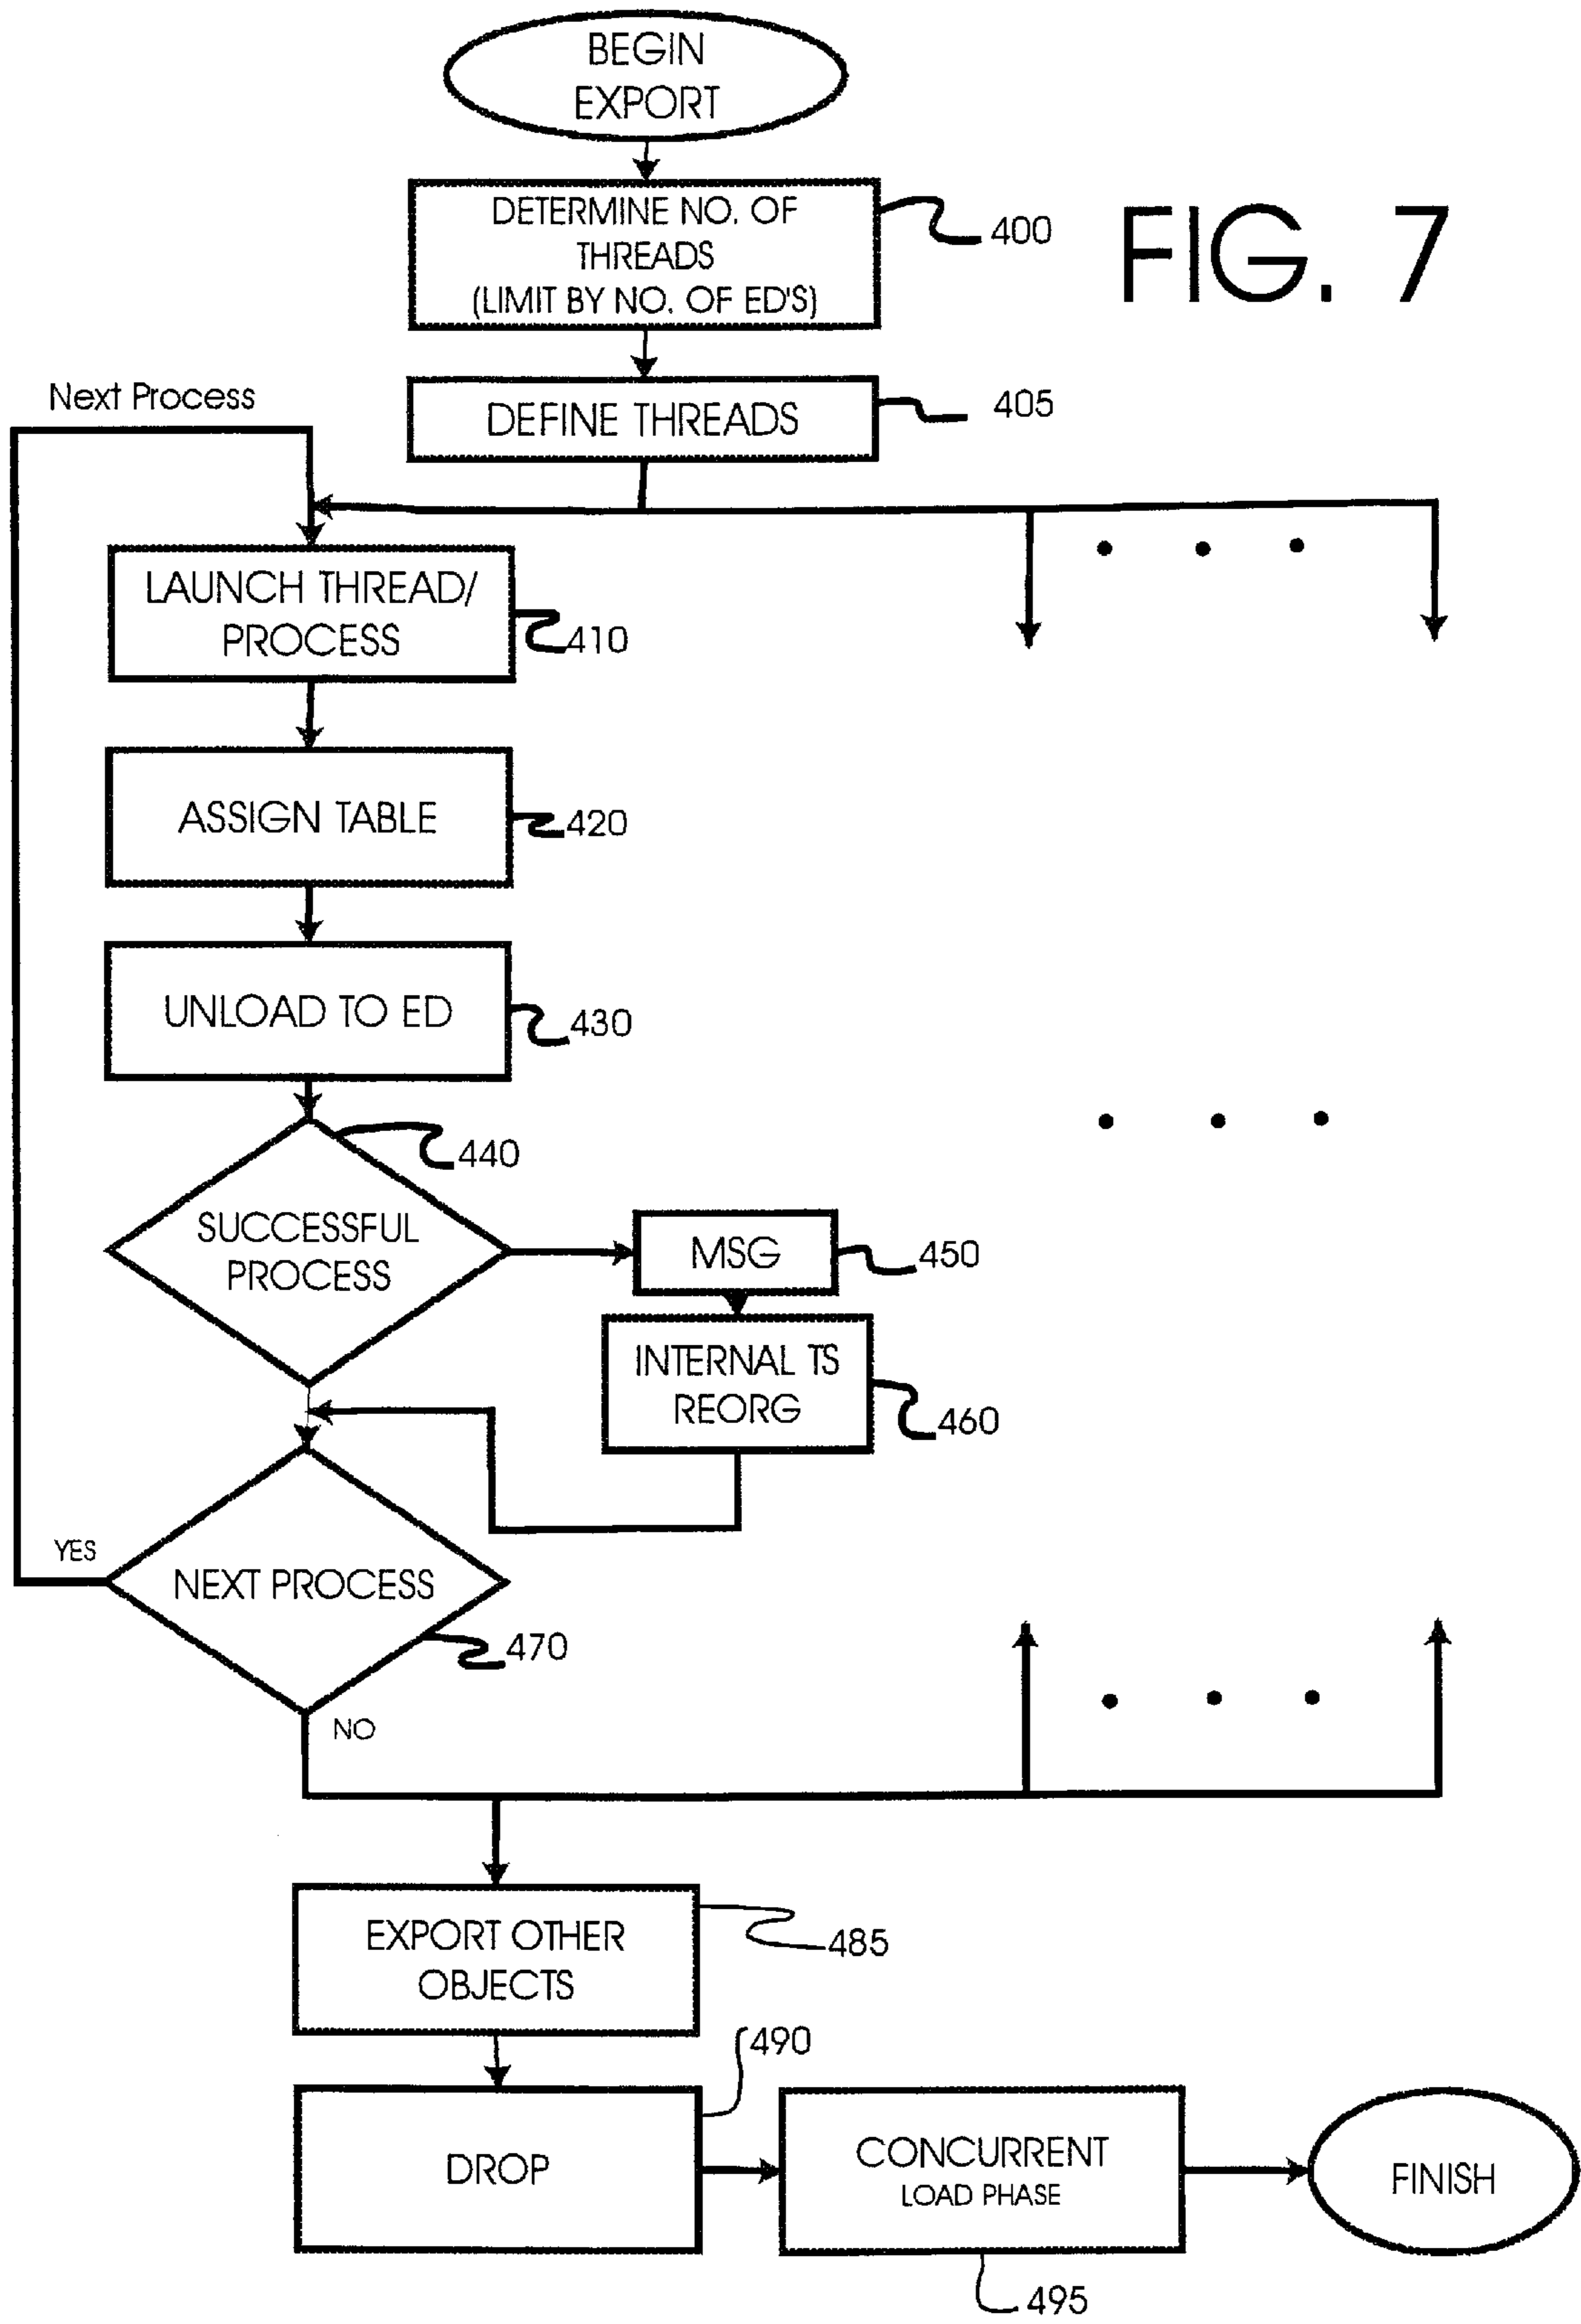 BEGIN
EXPORT
DETERMINE NO. OF
THREADS
(LIMIT BY NO. OF ED'S)
400
FIG. 7
Next Process
DEFINE THREADS
405
LAUNCH THREAD/
PROCESS
410
ASSIGN TABLE
420
UNLOAD TO ED
430
440
SUCCESSFUL
PROCESS
MSG
450
INTERNAL TS
REORG
460
YES
NEXT PROCESS
470
NO
EXPORT OTHER
OBJECTS
485
490
DROP
CONCURRENT
LOAD PHASE
FINISH
495